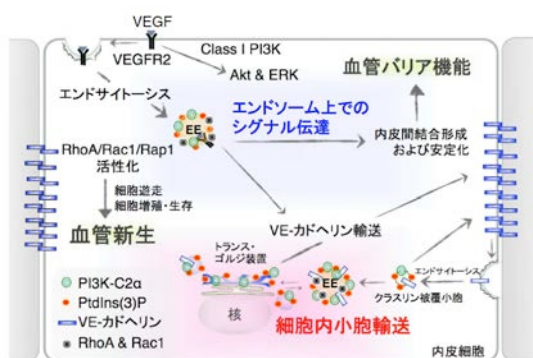 VEGF
VEGFR2
Class I PI3K
Akt & ERK
血管バリア機能
エンドサイトーシス
EE
エンドソーム上での
シグナル伝達
内皮間結合形成
および安定化
RhoA/Rac1/Rap1
活性化
細胞遊走
細胞増殖・生存
血管新生
VE-カドヘリン輸送
トランス・
ゴルジ装置
核
EE
エンドサイトーシス
クラスリン被覆小胞
細胞内小胞輸送
PI3K-C2α
PtdIns(3)P
VE-カドヘリン
RhoA & Rac1
内皮細胞